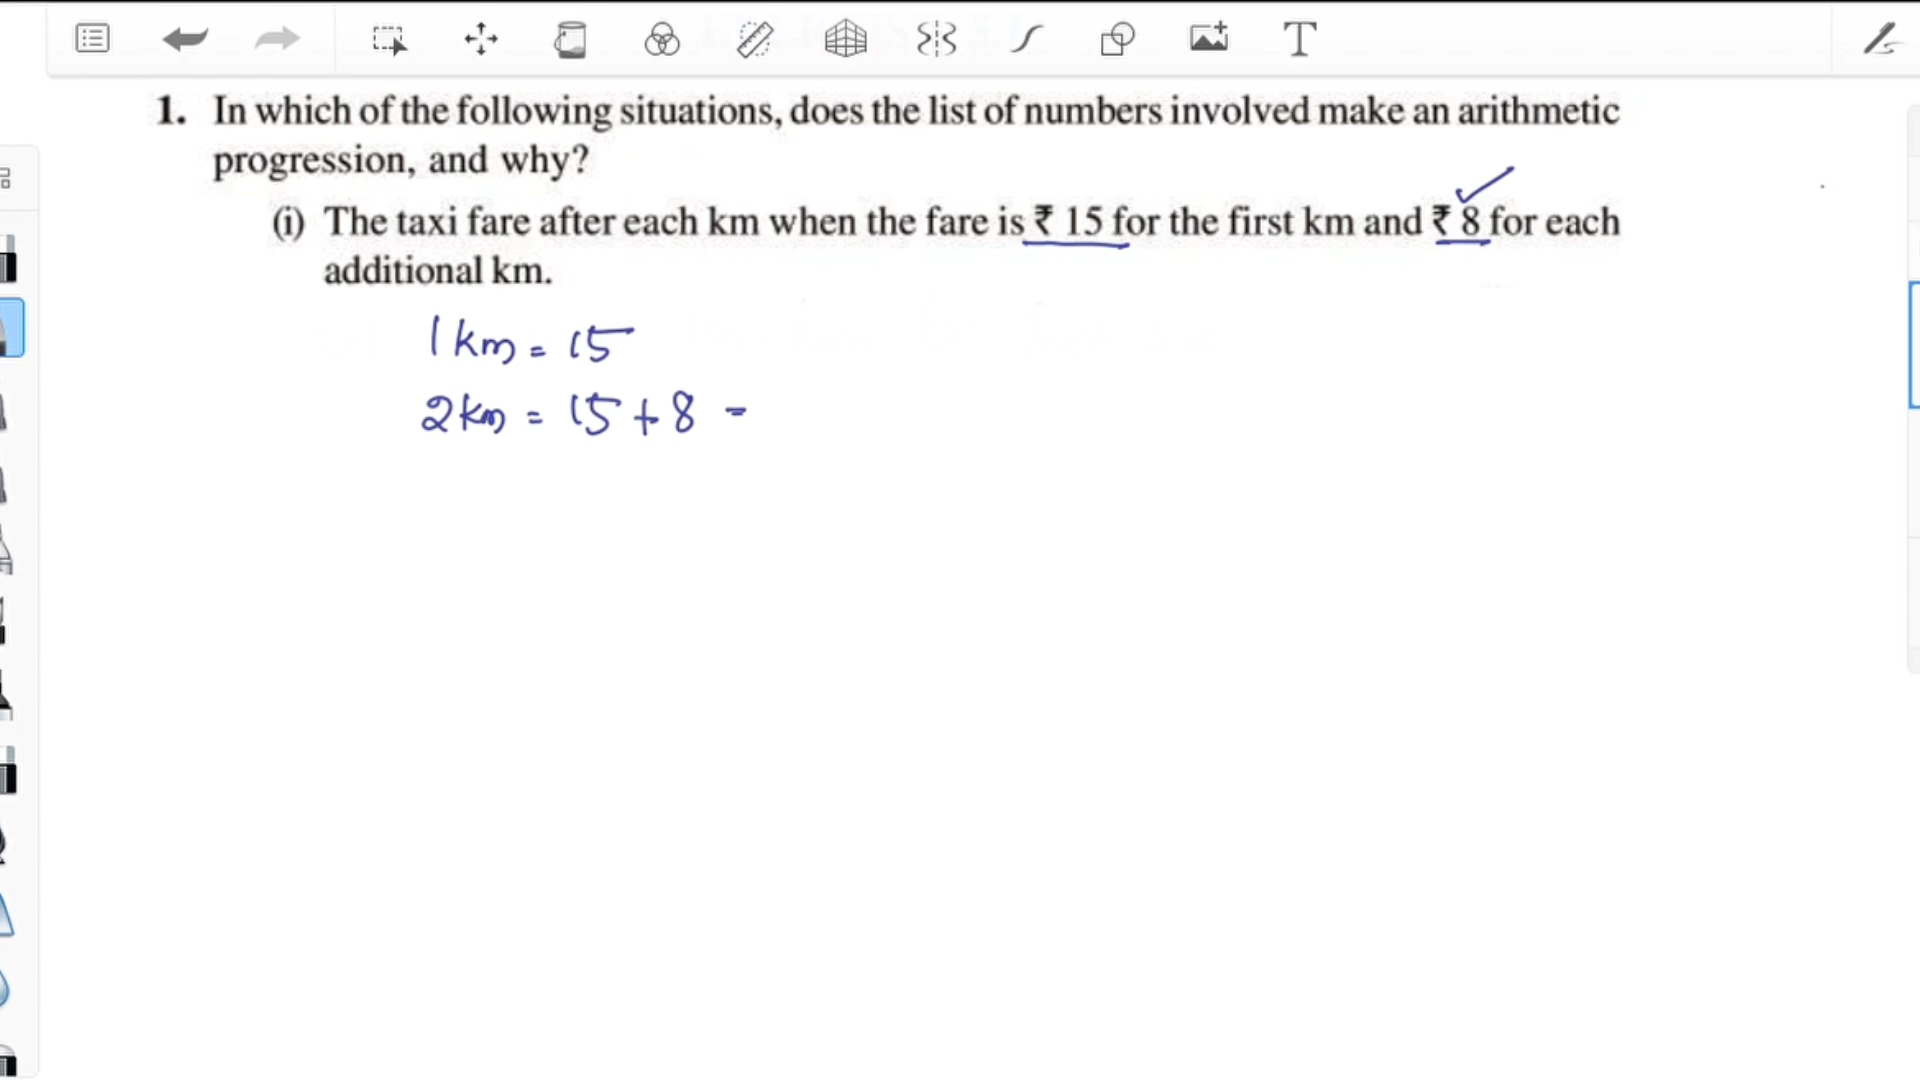 1. In which of the following situations, does the list of numbers involved make an arithmetic
progression, and why?
(i) The taxi fare after each km when the fare is ₹ 15 for the first km and ₹ 8 for each
additional km.
1 km = 15
2 km = 15 + 8 =